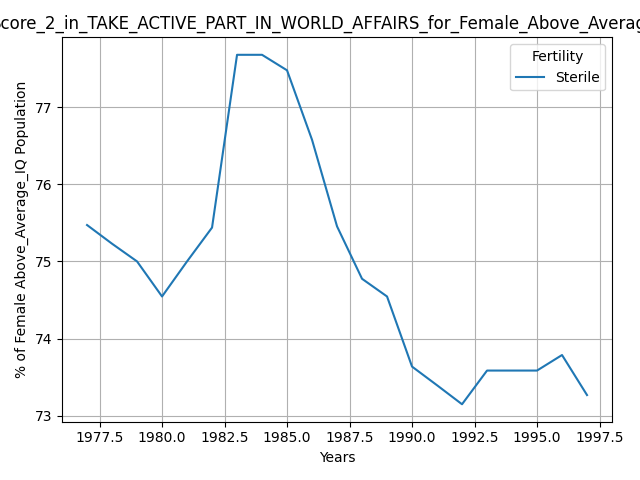 core_2_in_TAKE_ACTIVE_PART_IN_WORLD_AFFAIRS_for_Female_Above_Averag
Fertility
Sterile
% of Female Above_Average_IQ Population
77
76
75
74
73
1977.5 1980.0 1982.5 1985.0 1987.5 1990.0 1992.5 1995.0 1997.5
Years